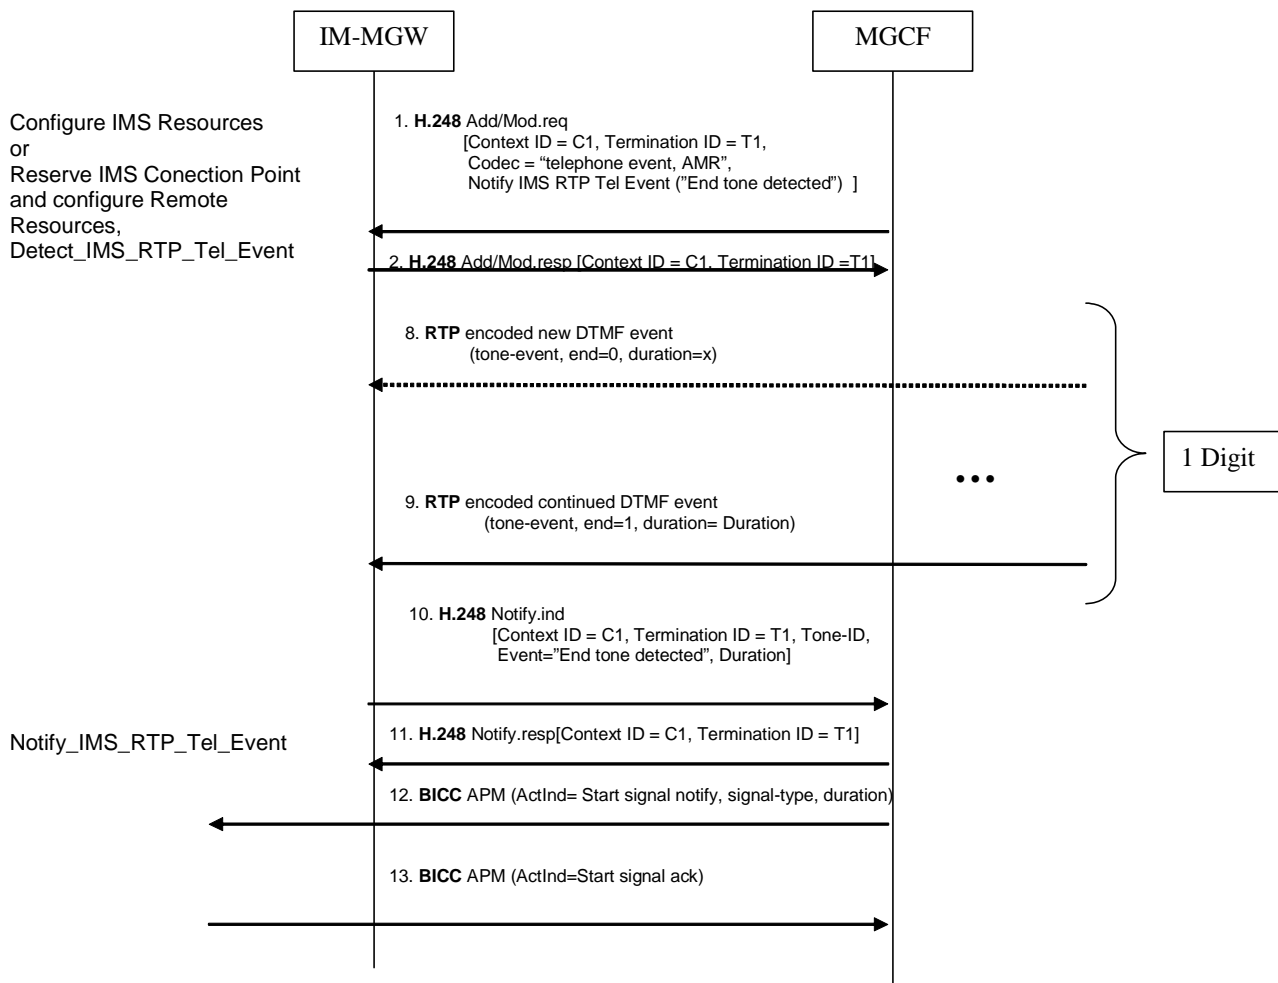 IM-MGW
MGCF
Configure IMS Resources
or
Reserve IMS Conection Point
and configure Remote
Resources,
Detect_IMS_RTP_Tel_Event
1. H.248 Add/Mod.req
[Context ID = C1, Termination ID = T1,
Codec = “telephone event, AMR”,
Notify IMS RTP Tel Event (”End tone detected”) ]
2. H.248 Add/Mod.resp [Context ID = C1, Termination ID =T1]
8. RTP encoded new DTMF event
(tone-event, end=0, duration=x)
1 Digit
...
9. RTP encoded continued DTMF event
(tone-event, end=1, duration= Duration)
10. H.248 Notify.ind
[Context ID = C1, Termination ID = T1, Tone-ID,
Event=”End tone detected”, Duration]
Notify_IMS_RTP_Tel_Event
11. H.248 Notify.resp[Context ID = C1, Termination ID = T1]
12. BICC APM (ActInd= Start signal notify, signal-type, duration)
13. BICC APM (ActInd=Start signal ack)